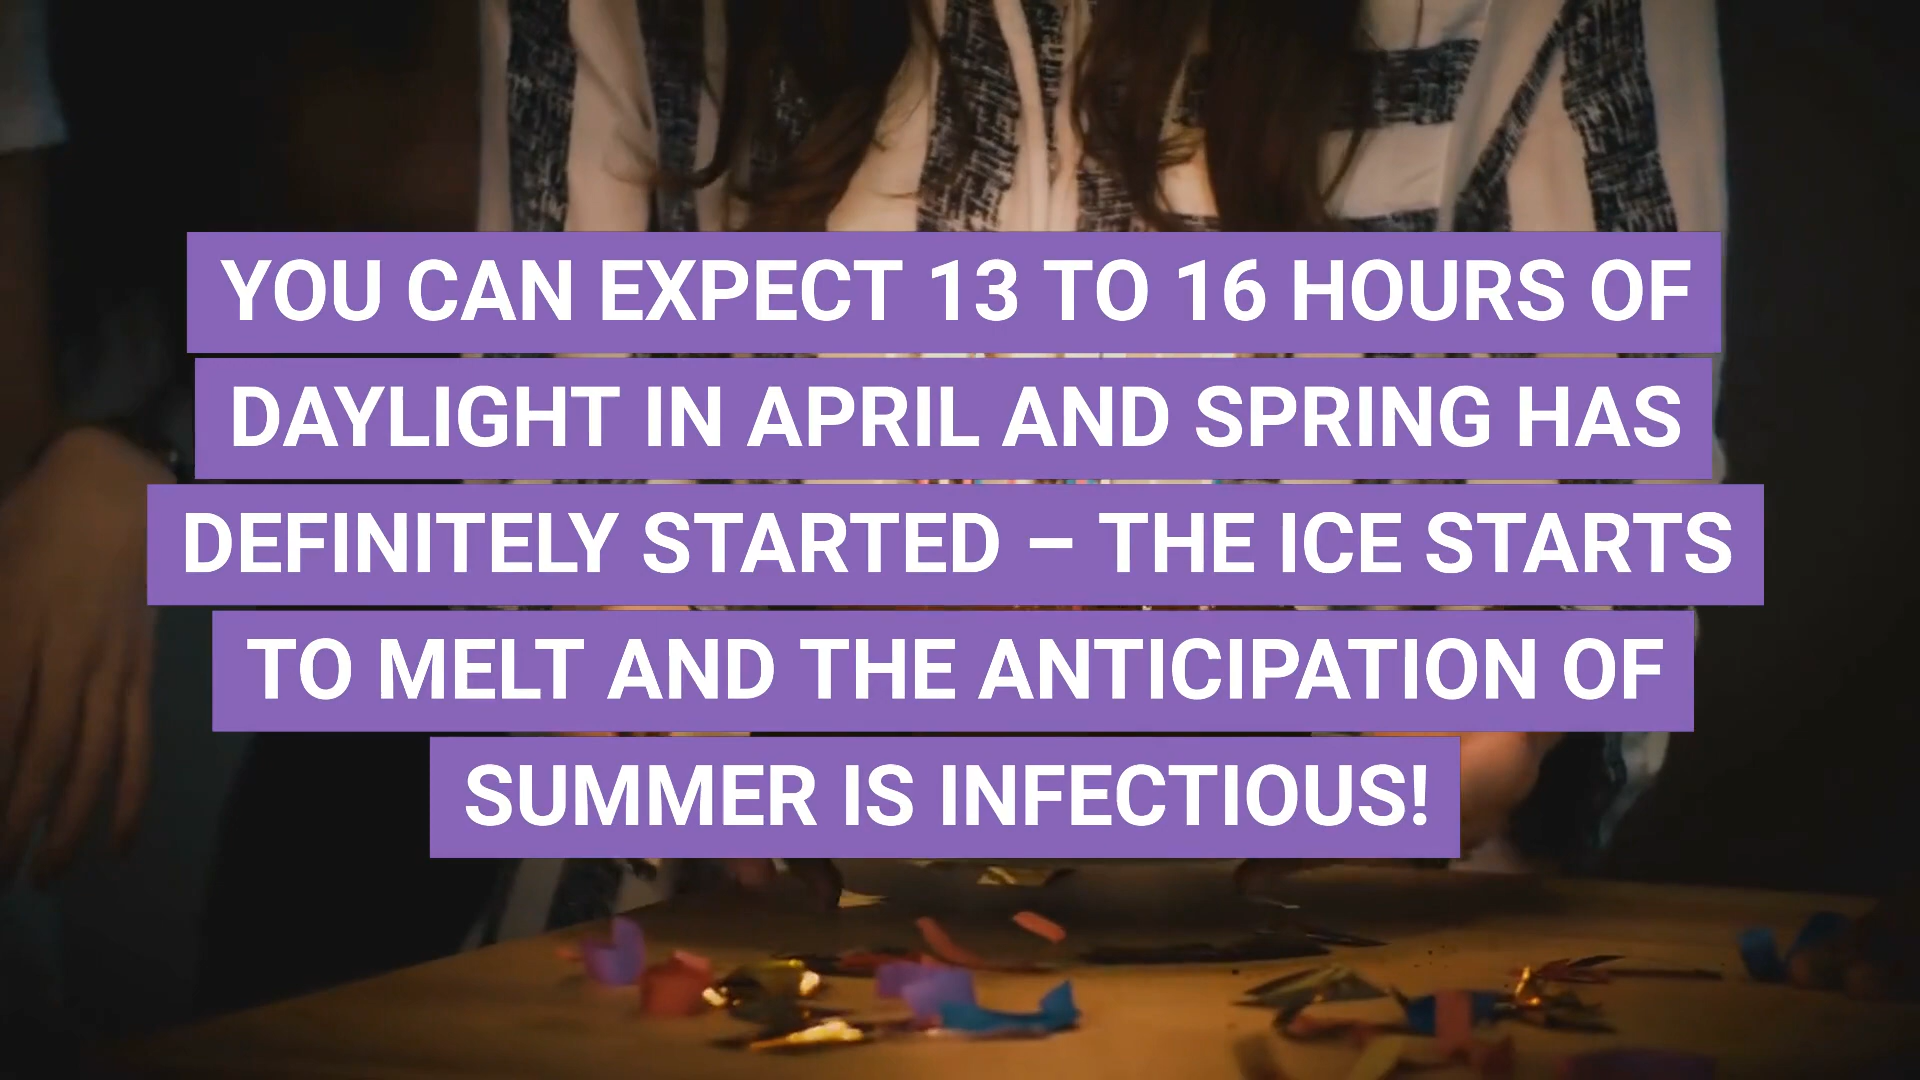 YOU CAN EXPECT 13 TO 16 HOURS OF
DAYLIGHT IN APRIL AND SPRING HAS
DEFINITELY STARTED – THE ICE STARTS
TO MELT AND THE ANTICIPATION OF
SUMMER IS INFECTIOUS!